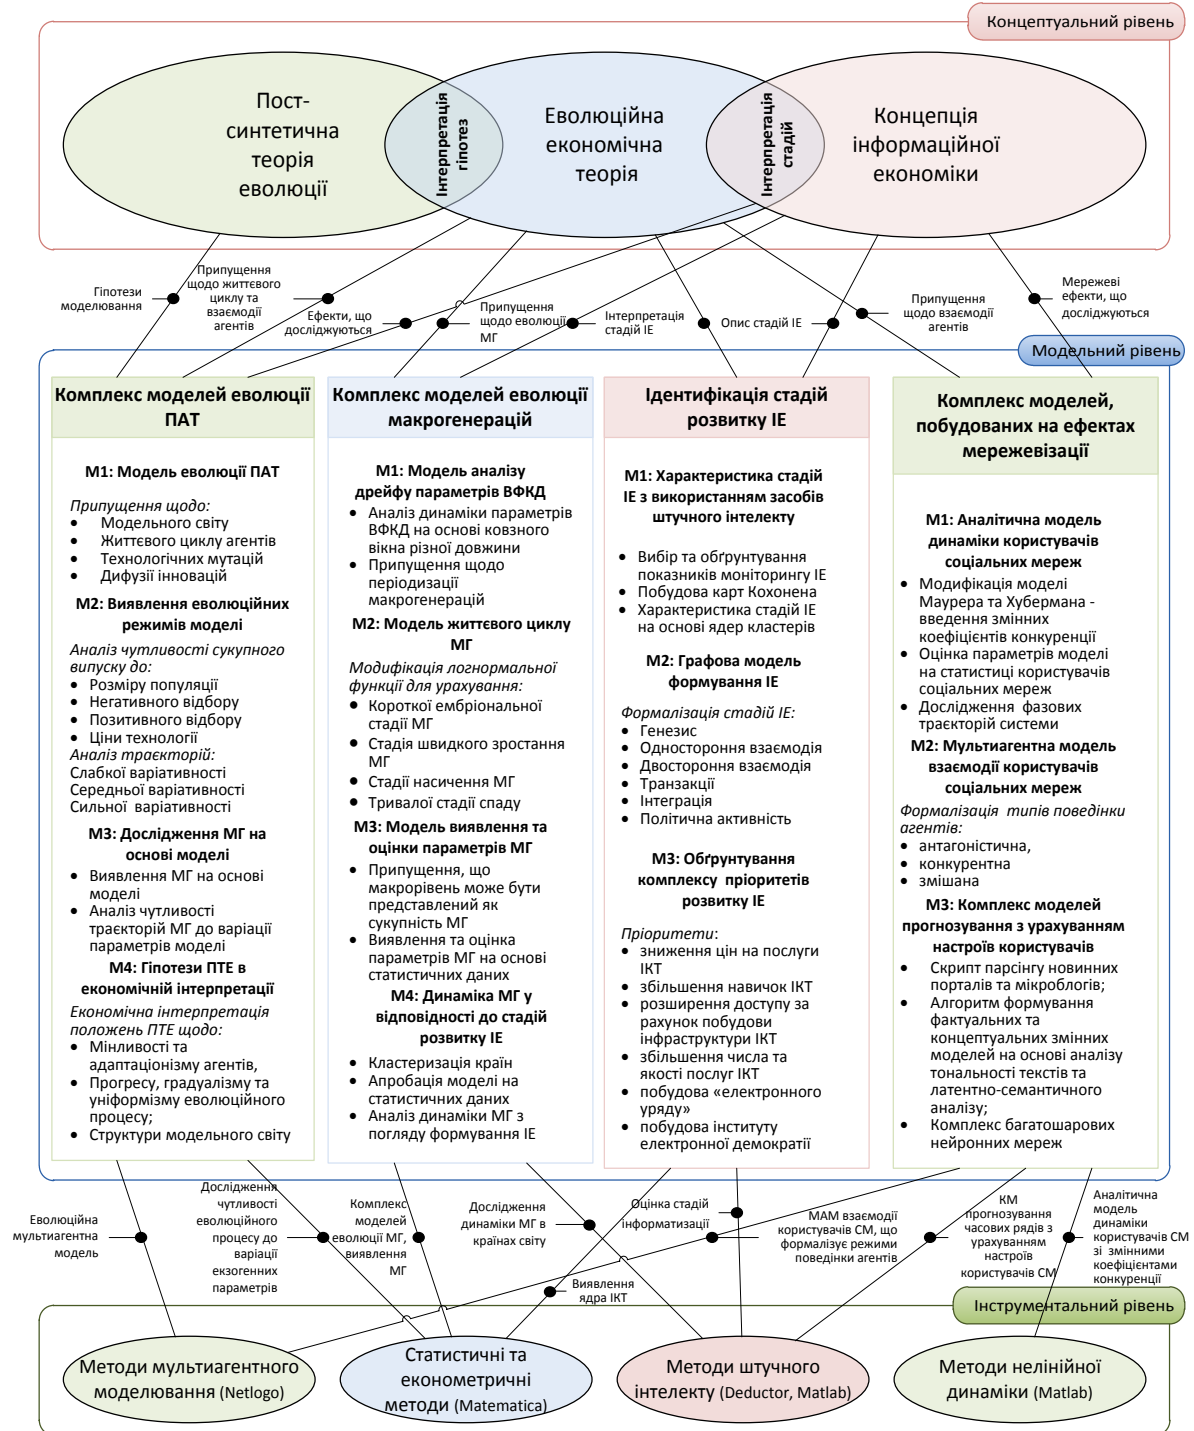 Концептуальний рівень
Пост-
синтетична
теорія
еволюції
Інтерпретація
гіпотез
Еволюційна
економічна
теорія
Інтерпретація
стадій
Концепція
інформаційної
економіки
Гіпотези
моделювання
Припущення
щодо життєвого
циклу та
взаємодії
агентів
Ефекти, що
досліджуються
Припущення
щодо еволюції
МГ
Інтерпретація
стадій ІЕ
Опис стадій ІЕ
Припущення
щодо взаємодії
агентів
Мережеві
ефекти, що
досліджуються
Модельний рівень
Комплекс моделей еволюції
ПАТ
М1: Модель еволюції ПАТ
Припущення щодо:
• Модельного світу
• Життєвого циклу агентів
• Технологічних мутацій
• Дифузії інновацій
М2: Виявлення еволюційних
режимів моделі
Аналіз чутливості сукупного
випуску до:
• Розміру популяції
• Негативного відбору
• Позитивного відбору
• Ціни технології
Аналіз траєкторій:
Слабкої варіативності
Середньої варіативності
Сильної варіативності
М3: Дослідження МГ на
основі моделі
• Виявлення МГ на основі
моделі
• Аналіз чутливості
траєкторій МГ до варіації
параметрів моделі
М4: Гіпотези ПТЕ в
економічній інтерпретації
Економічна інтерпретація
положень ПТЕ щодо:
• Мінливості та
адаптаціонізму агентів,
• Прогресу, градуалізму та
уніформізму еволюційного
процесу;
• Структури модельного світу
Комплекс моделей еволюції
макрогенерацій
М1: Модель аналізу
дрейфу параметрів ВФКД
• Аналіз динаміки параметрів
ВФКД на основі ковзного
вікна різної довжини
• Припущення щодо
періодизації
макрогенерацій
М2: Модель життєвого циклу
МГ
Модифікація логнормальної
функції для урахування:
• Короткої ембріональної
стадії МГ
• Стадія швидкого зростання
МГ
• Стадії насичення МГ
• Тривалої стадії спаду
М3: Модель виявлення та
оцінки параметрів МГ
• Припущення, що
макрорівень може бути
представлений як
сукупність МГ
• Виявлення та оцінка
параметрів МГ на основі
статистичних даних
М4: Динаміка МГ у
відповідності до стадій
розвитку ІЕ
• Кластеризація країн
• Апробація моделі на
статистичних даних
• Аналіз динаміки МГ з
погляду формування ІЕ
Ідентифікація стадій
розвитку ІЕ
М1: Характеристика стадій
ІЕ з використанням засобів
штучного інтелекту
• Вибір та обґрунтування
показників моніторингу ІЕ
• Побудова карт Кохонена
• Характеристика стадій ІЕ
на основі ядер кластерів
М2: Графова модель
формування ІЕ
Формалізація стадій ІЕ:
• Генезис
• Одностороння взаємодія
• Двостороння взаємодія
• Транзакції
• Інтеграція
• Політична активність
М3: Обґрунтування
комплексу пріоритетів
розвитку ІЕ
Пріоритети:
• зниження цін на послуги
ІКТ
• збільшення навичок ІКТ
• розширення доступу за
рахунок побудови
інфраструктури ІКТ
• збільшення числа та
якості послуг ІКТ
• побудова «електронного
уряду»
• побудова інституту
електронної демократії
Комплекс моделей,
побудованих на ефектах
мережевізації
М1: Аналітична модель
динаміки користувачів
соціальних мереж
• Модифікація моделі
Маурера та Хубермана -
введення змінних
коефіцієнтів конкуренції
• Оцінка параметрів моделі
на статистиці користувачів
соціальних мереж
• Дослідження фазових
траєкторій системи
М2: Мультиагентна модель
взаємодії користувачів
соціальних мереж
Формалізація типів поведінки
агентів:
• антагоністична,
• конкурентна
• змішана
М3: Комплекс моделей
прогнозування з урахуванням
настроїв користувачів
• Скрипт парсінгу новинних
порталів та мікроблогів;
• Алгоритм формування
фактуальних та
концептуальних змінних
моделей на основі аналізу
тональності текстів та
латентно-семантичного
аналізу;
• Комплекс багатошарових
нейронних мереж
Еволюційна
мультиагентна
модель
Дослідження
чутливості
еволюційного
процесу до
варіації
екзогенних
параметрів
Комплекс
моделей
еволюції МГ,
виявлення
МГ
Дослідження
динаміки МГ в
країнах світу
Виявлення
ядра ІКТ
Оцінка стадій
інформатизації
МАМ взаємодії
користувачів СМ, що
формалізує режими
поведінки агентів
КМ
прогнозування
часових рядів з
урахуванням
настроїв
користувачів СМ
Аналітична
модель
динаміки
користувачів СМ
зі змінними
коефіцієнтами
конкуренції
Інструментальний рівень
Методи мультиагентного
моделювання (Netlogo)
Статистичні та
економетричні
методи (Matematica)
Методи штучного
інтелекту (Deductor, Matlab)
Методи нелінійної
динаміки (Matlab)